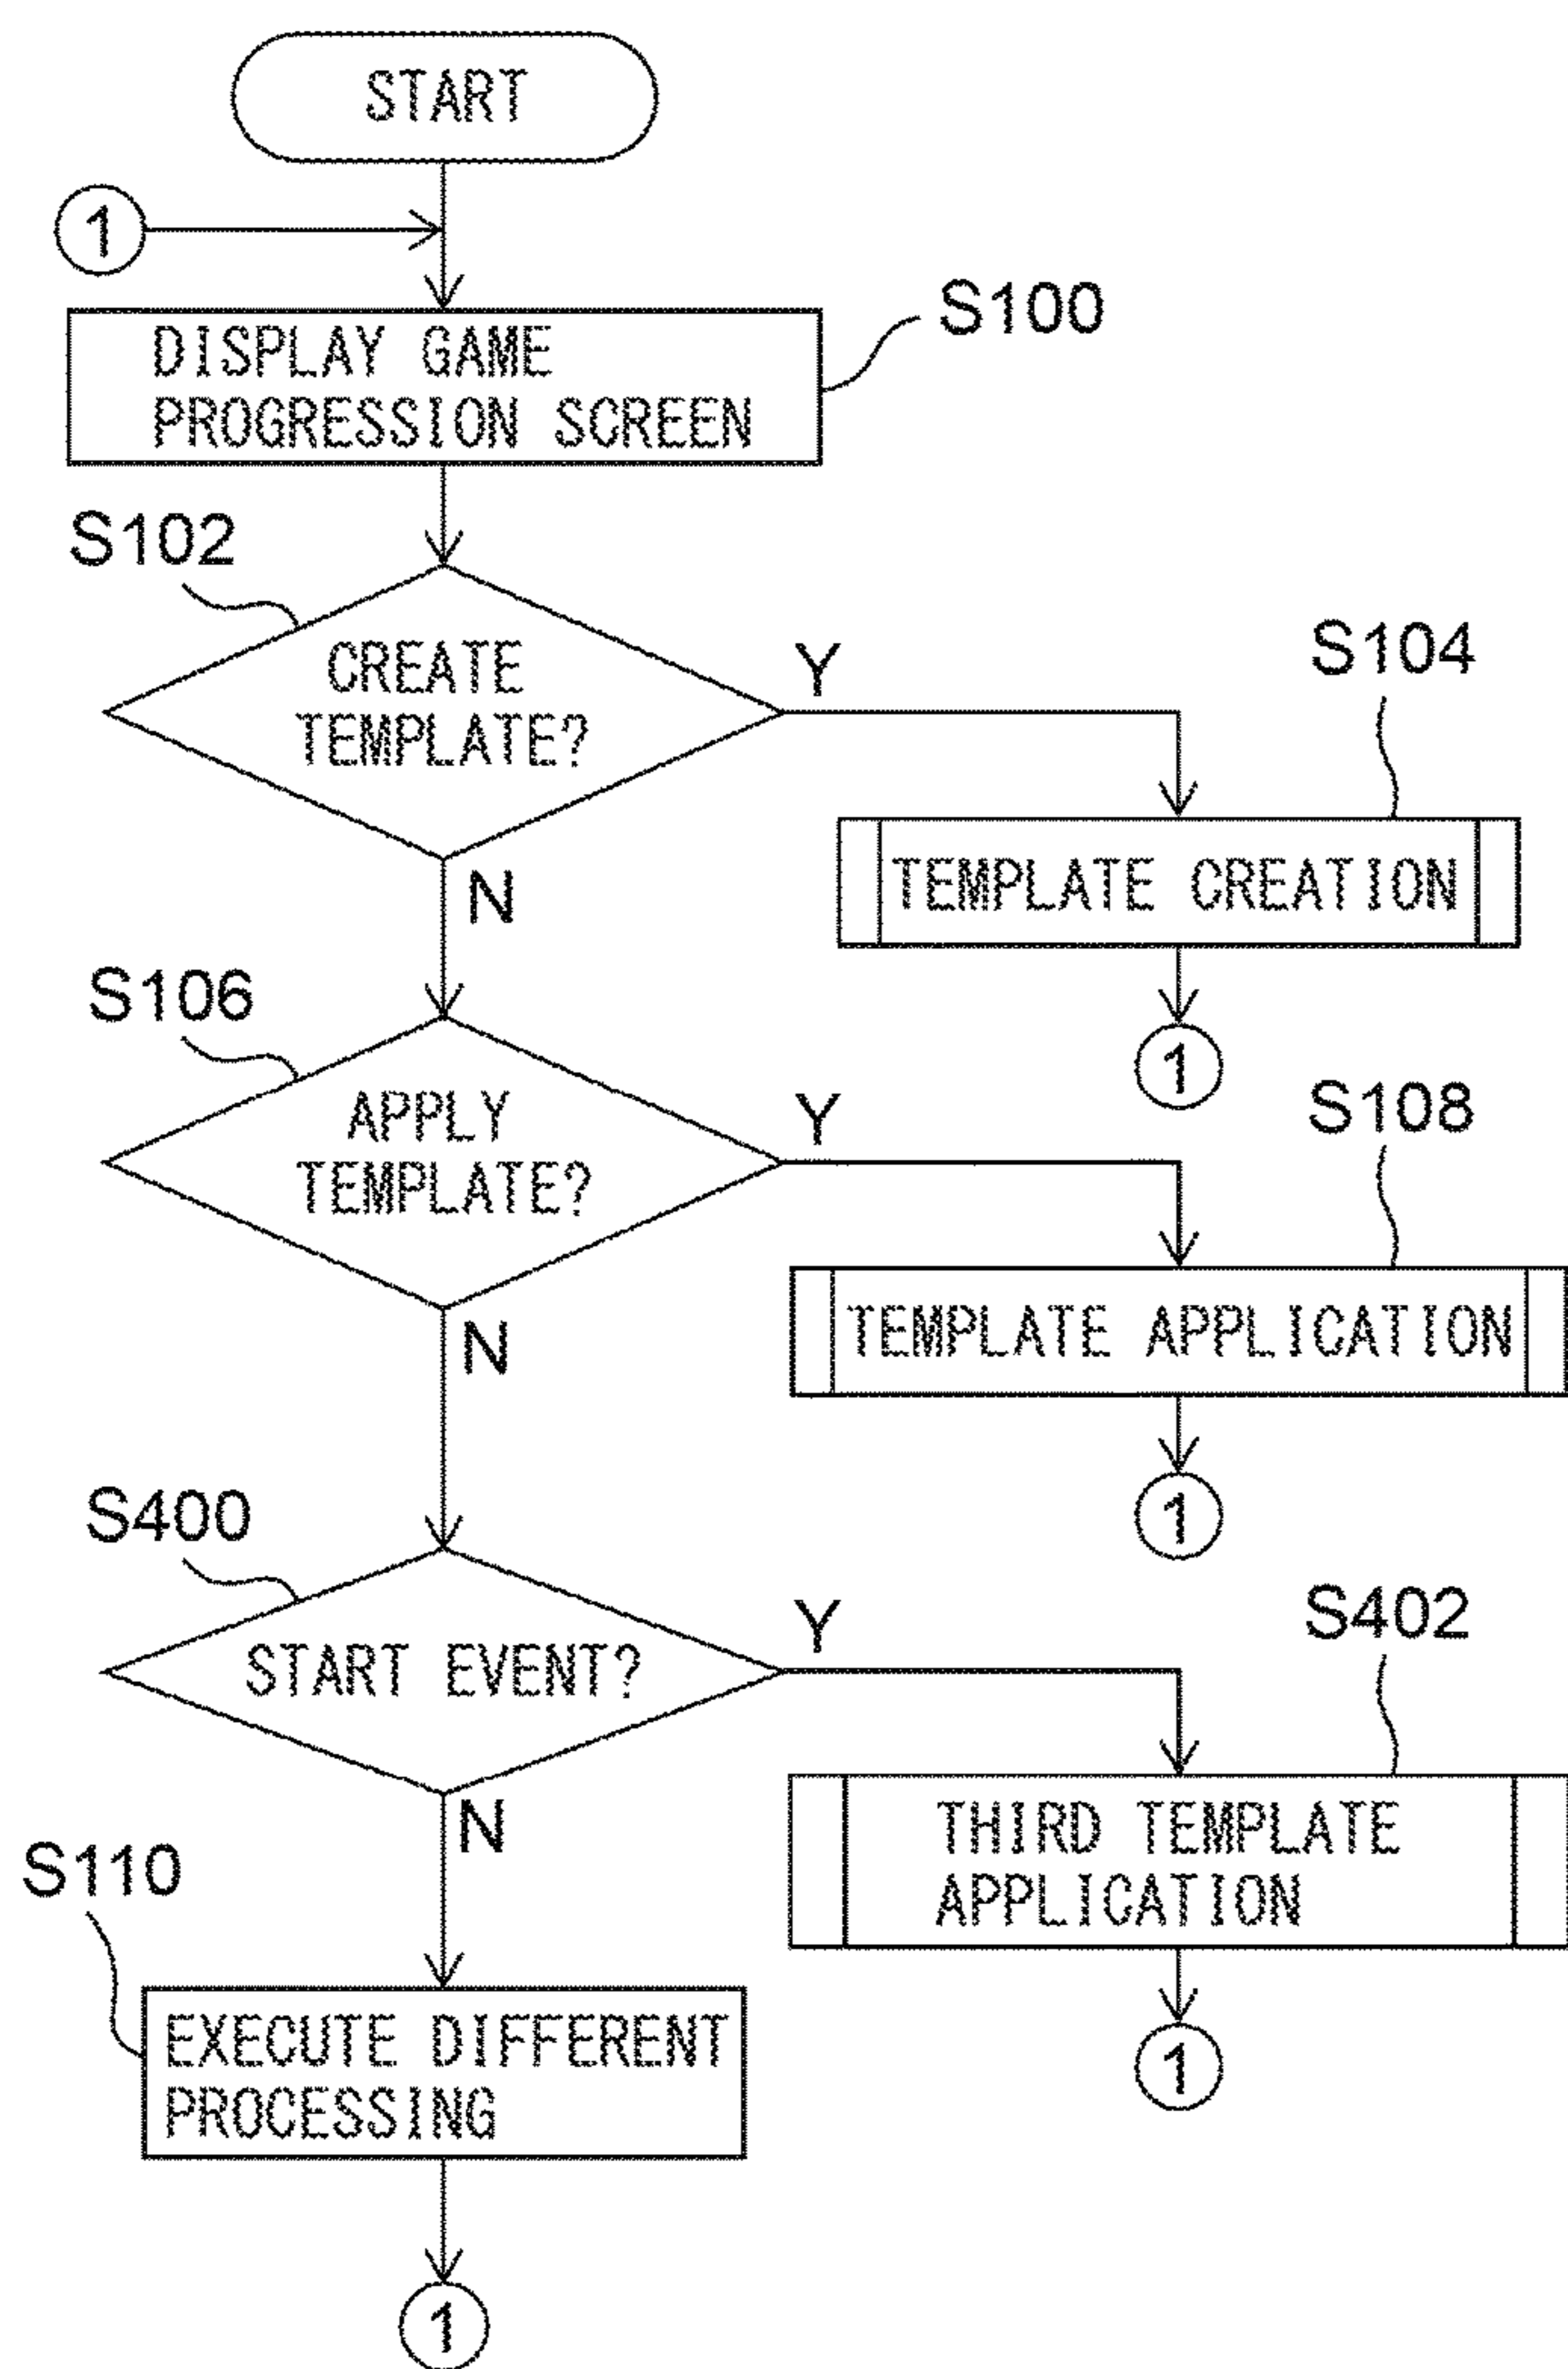 START
1
DISPLAY GAME
PROGRESSION SCREEN
S100
S102
CREATE
TEMPLATE?
Y
S104
TEMPLATE CREATION
1
N
S106
APPLY
TEMPLATE?
Y
S108
TEMPLATE APPLICATION
1
N
S400
START EVENT?
Y
S402
THIRD TEMPLATE
APPLICATION
1
N
S110
EXECUTE DIFFERENT
PROCESSING
1